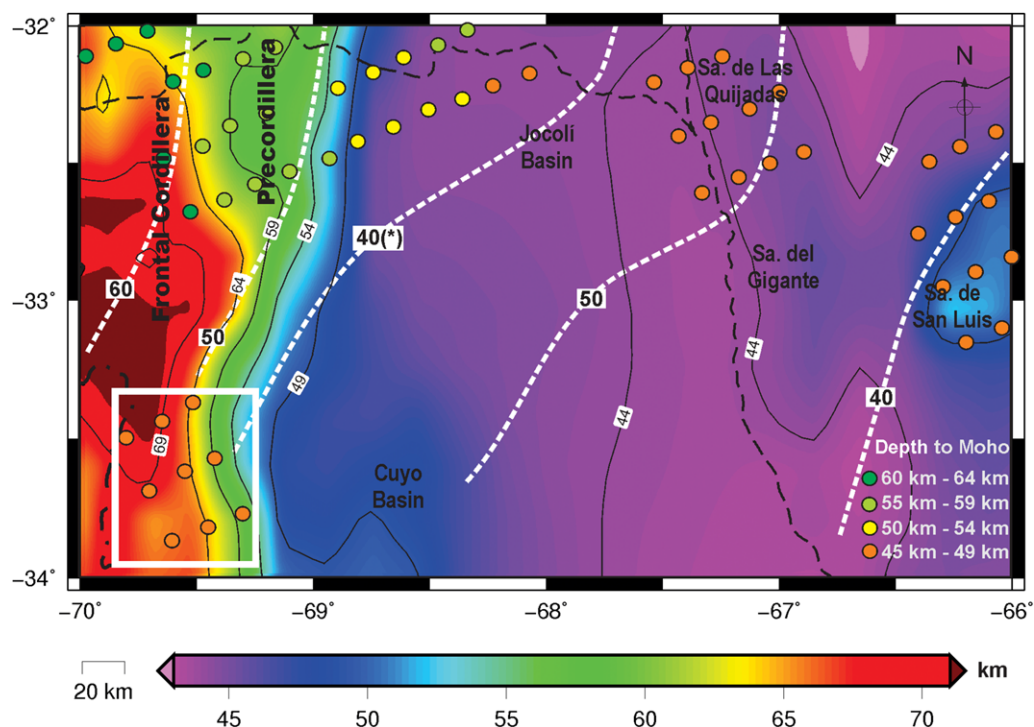 -32
-33
-34
-70
-69
-68
-67
-66
N
Frontal Cordillera
Precordillera
Sa. de Las
Quijadas
Jocolí
Basin
44
59
54
40(*)
64
60
50
50
Sa. del
Gigante
Sa. de
San Luis
49
44
44
40
69
44
Cuyo
Basin
Depth to Moho
60 km - 64 km
55 km - 59 km
50 km - 54 km
45 km - 49 km
20 km
45
50
55
60
65
70
km